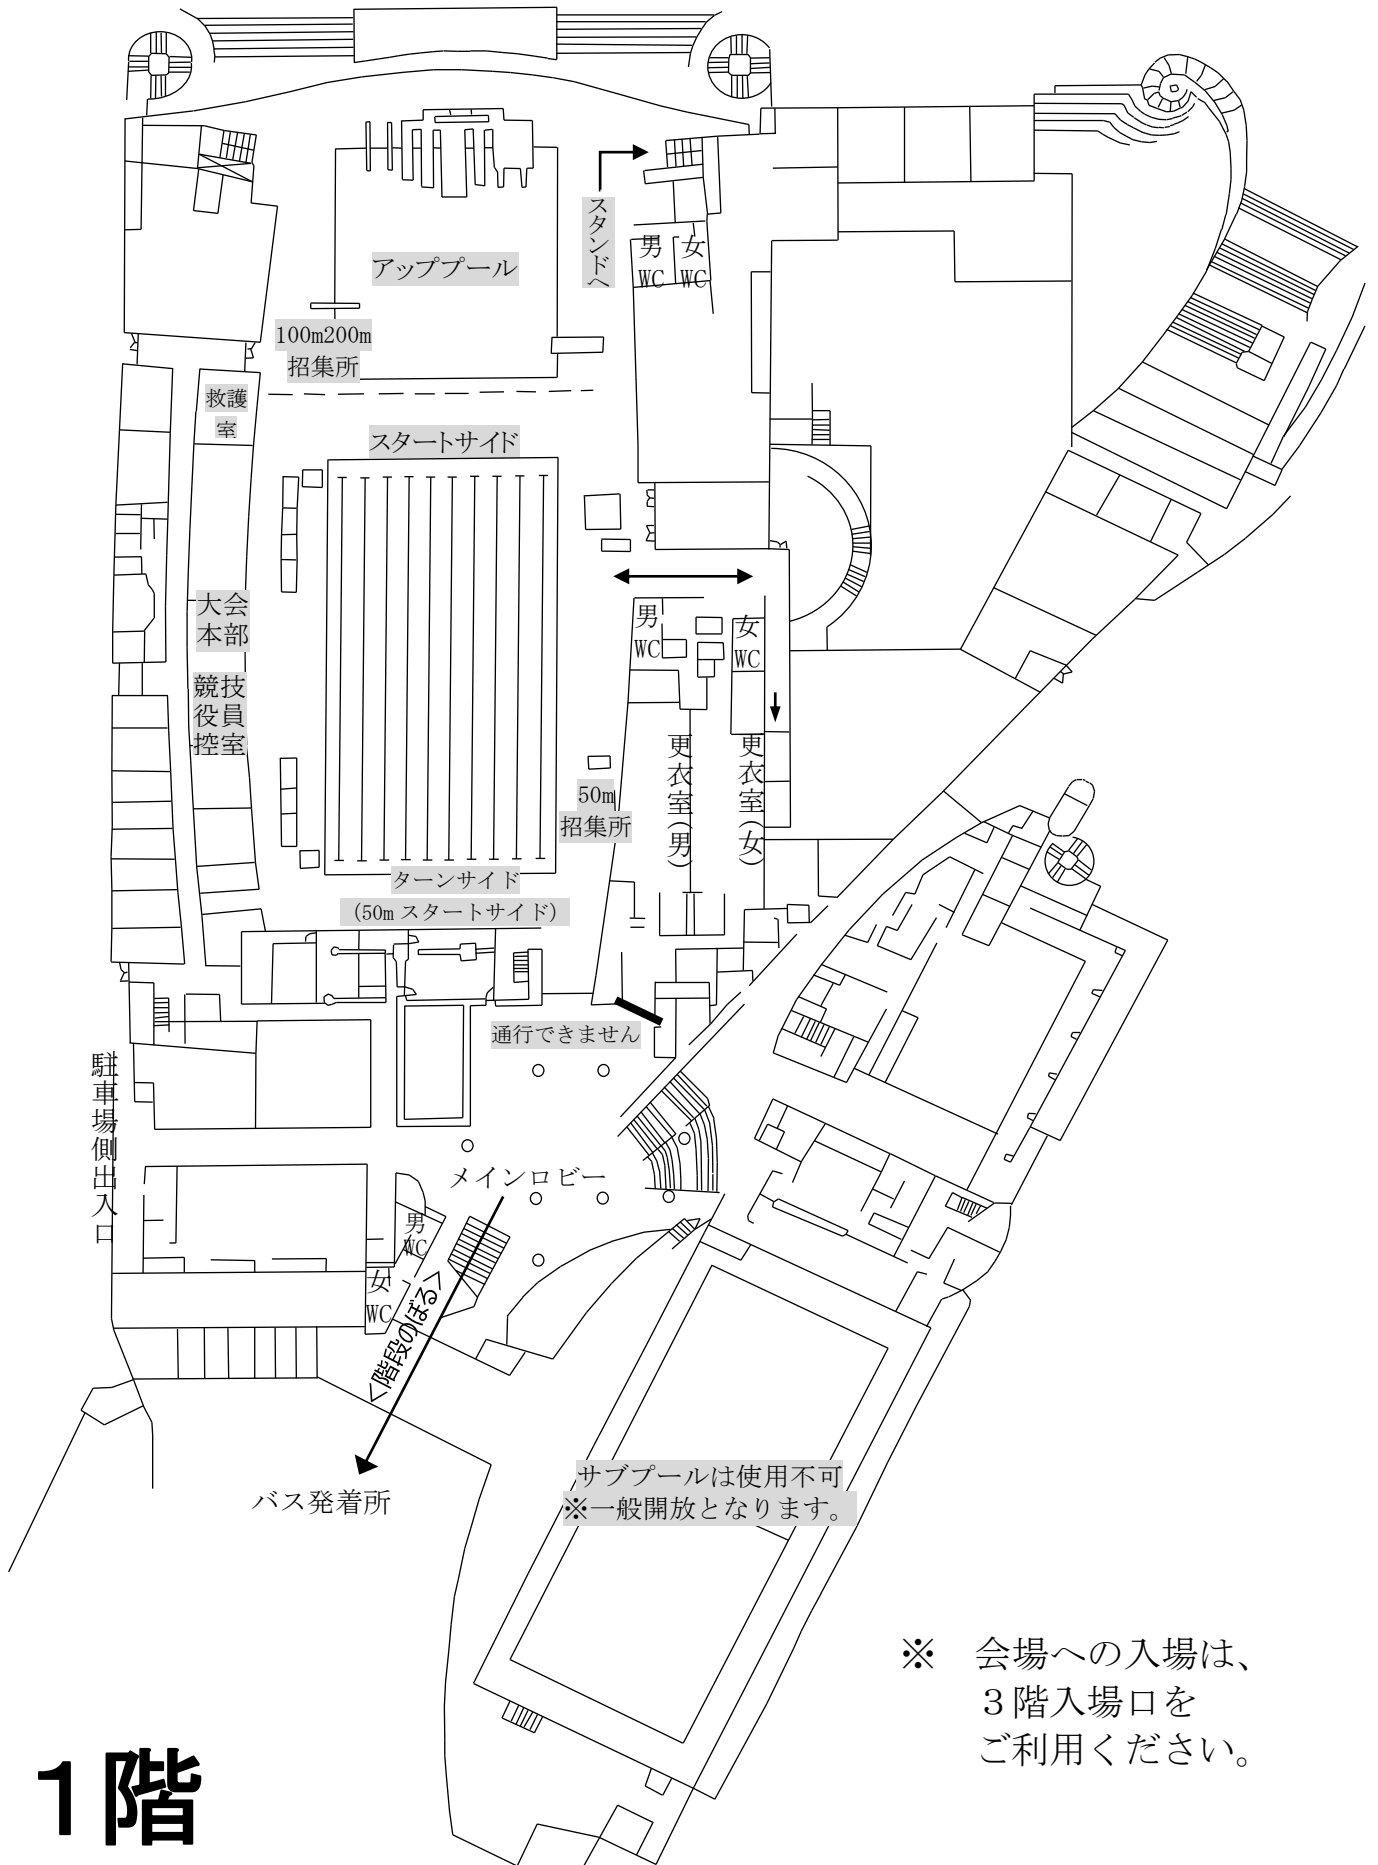 スタンドへ
男 女
WC WC
アッププール
100m200m
招集所
救護
室
スタートサイド
大会
本部
競技
役員
控室
男
WC
女
WC
更衣室(男)
更衣室(女)
50m
招集所
ターンサイド
(50m スタートサイド)
通行できません
駐車場側出入口
メインロビー
男
WC
女
WC
<階段のぼる>
バス発着所
サブプールは使用不可
※一般開放となります。
※ 会場への入場は、
３階入場口を
ご利用ください。
1階